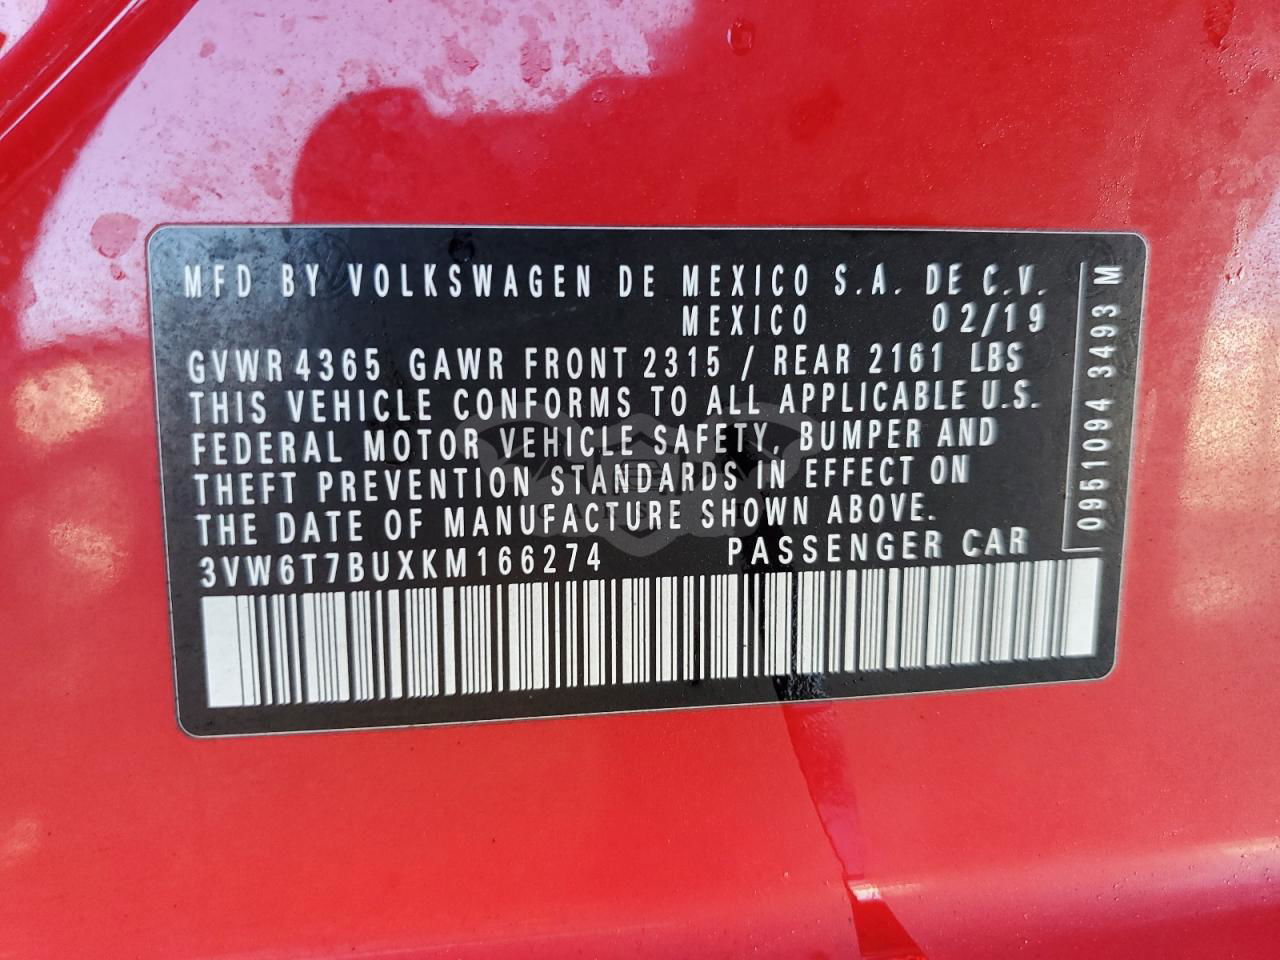 MFD BY VOLKSWAGEN DE MEXICO S.A. DE C.V.
MEXICO 02/19
GVWR 4365 GAWR FRONT 2315 / REAR 2161 LBS
THIS VEHICLE CONFORMS TO ALL APPLICABLE U.S.
FEDERAL MOTOR VEHICLE SAFETY, BUMPER AND
THEFT PREVENTION STANDARDS IN EFFECT ON
THE DATE OF MANUFACTURE SHOWN ABOVE.
3VW6T7BUXKM166274 PASSENGER CAR
0951094 3493 M